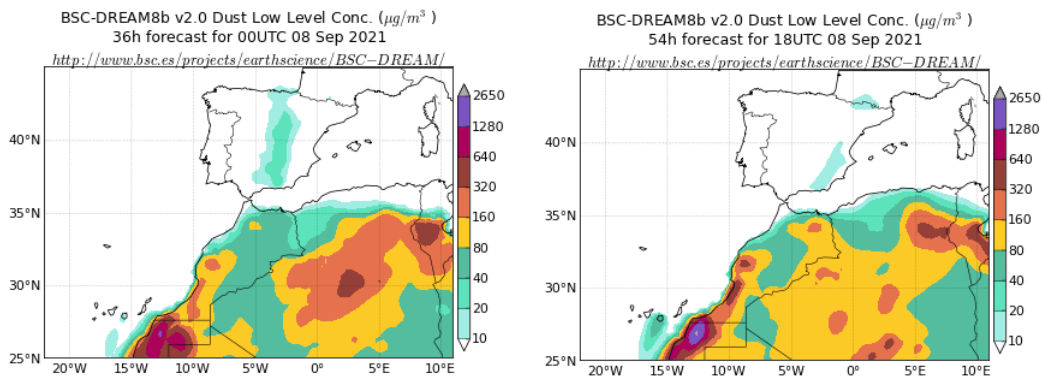 BSC-DREAM8b v2.0 Dust Low Level Conc. (μg/m³ )
36h forecast for 00UTC 08 Sep 2021
http://www.bsc.es/projects/earthscience/BSC−DREAM/
40°N
35°N
30°N
25°N
20°W
15°W
10°W
5°W
0°
5°E
10°E
2650
1280
640
320
160
80
40
20
10
BSC-DREAM8b v2.0 Dust Low Level Conc. (μg/m³ )
54h forecast for 18UTC 08 Sep 2021
http://www.bsc.es/projects/earthscience/BSC−DREAM/
40°N
35°N
30°N
25°N
20°W
15°W
10°W
5°W
0°
5°E
10°E
2650
1280
640
320
160
80
40
20
10